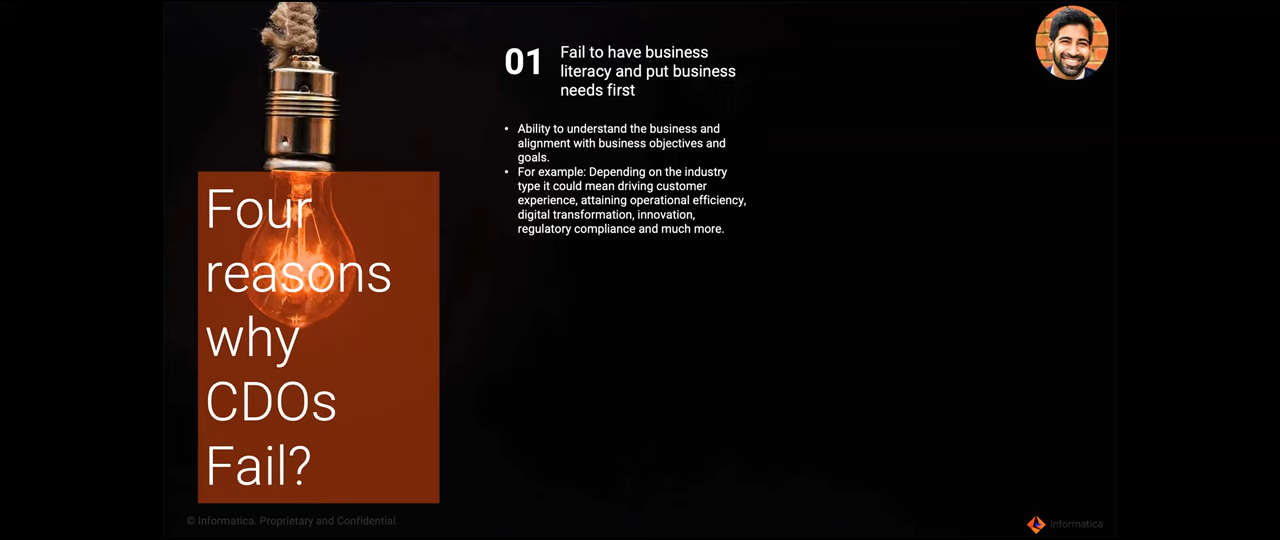 Four
reasons
why
CDOs
Fail?
01
Fail to have business
literacy and put business
needs first
• Ability to understand the business and
alignment with business objectives and
goals.
• For example: Depending on the industry
type it could mean driving customer
experience, attaining operational efficiency,
digital transformation, innovation,
regulatory compliance and much more.
© Informatica. Proprietary and Confidential.
Informatica